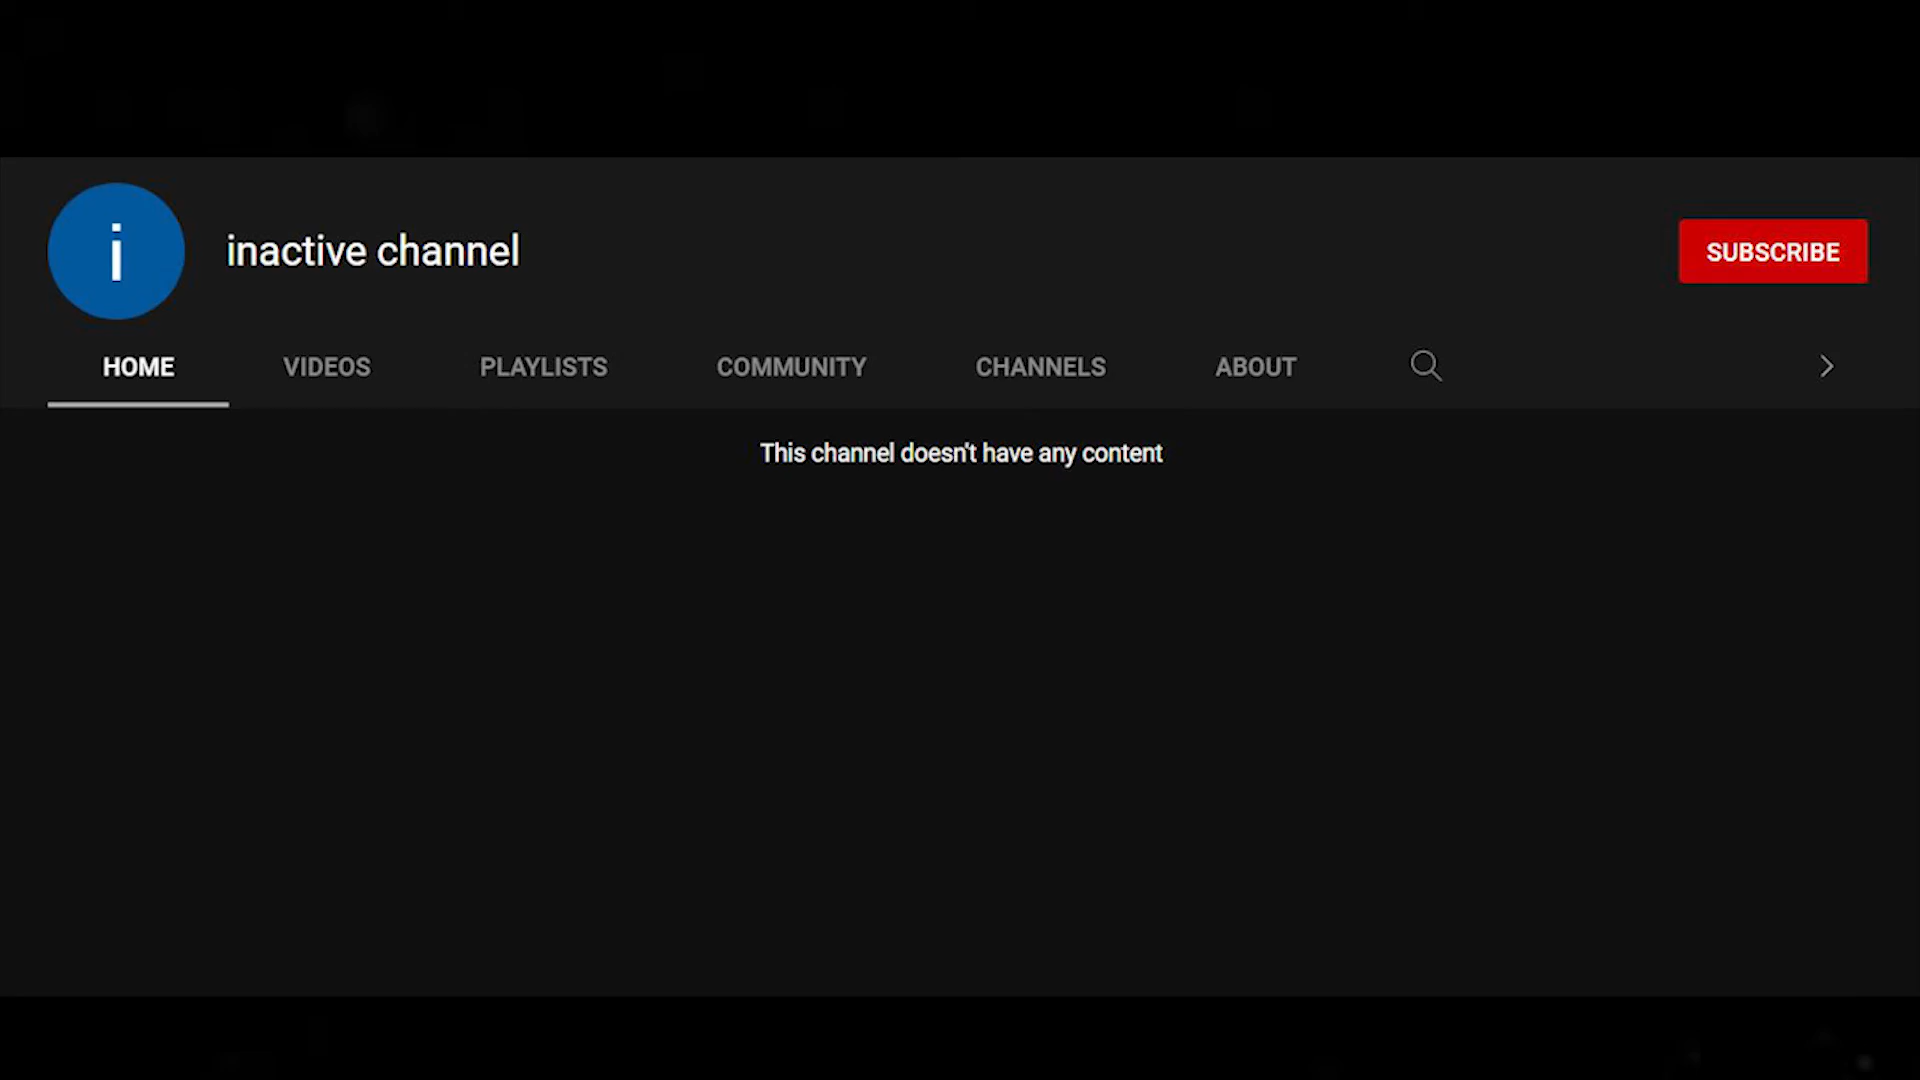 i
inactive channel
SUBSCRIBE
HOME VIDEOS PLAYLISTS COMMUNITY CHANNELS ABOUT
This channel doesn't have any content